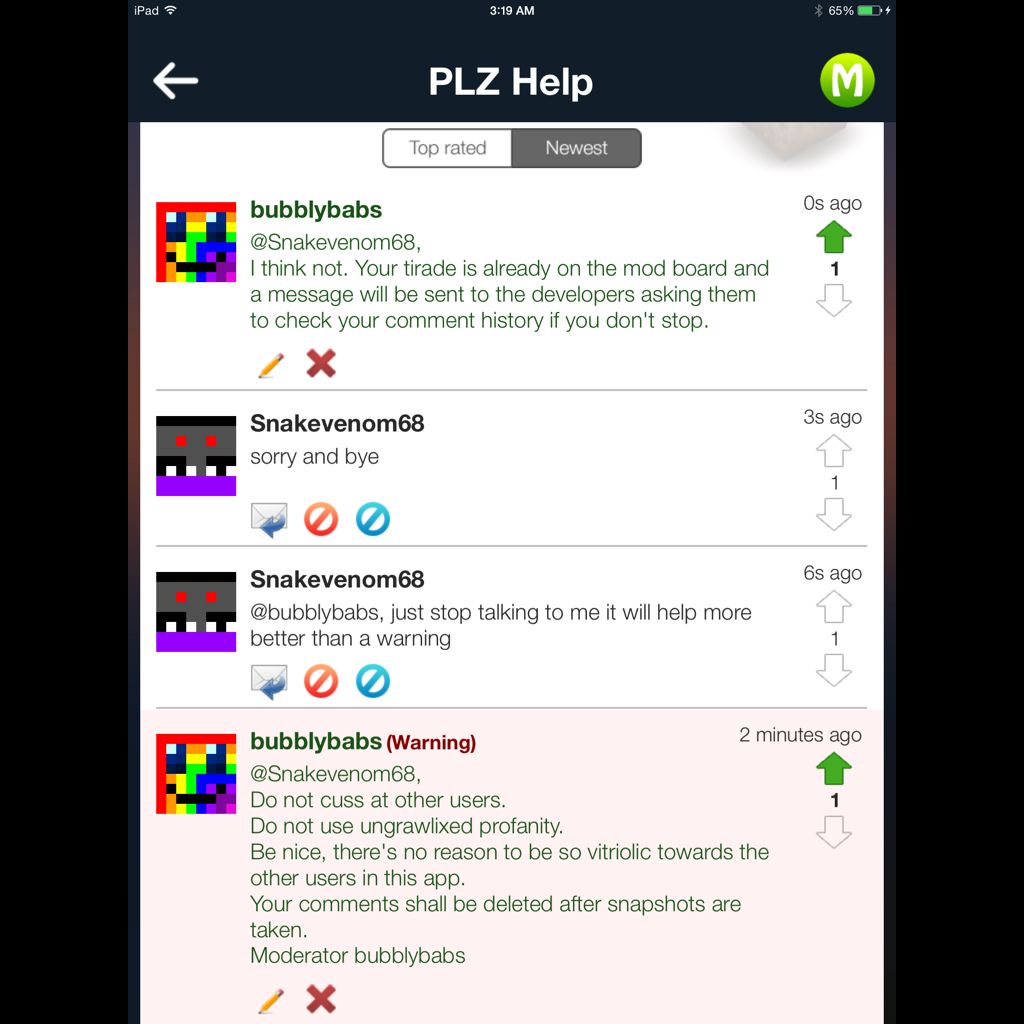 iPad 3:19 AM 65%
PLZ Help
M
Top rated Newest
bubblybabs 0s ago
@Snakevenom68,
I think not. Your tirade is already on the mod board and
a message will be sent to the developers asking them
to check your comment history if you don't stop.
1
Snakevenom68 3s ago
sorry and bye
1
Snakevenom68 6s ago
@bubblybabs, just stop talking to me it will help more
better than a warning
1
bubblybabs (Warning) 2 minutes ago
@Snakevenom68,
Do not cuss at other users.
1
Do not use ungrawlixed profanity.
Be nice, there's no reason to be so vitriolic towards the
other users in this app.
Your comments shall be deleted after snapshots are
taken.
Moderator bubblybabs